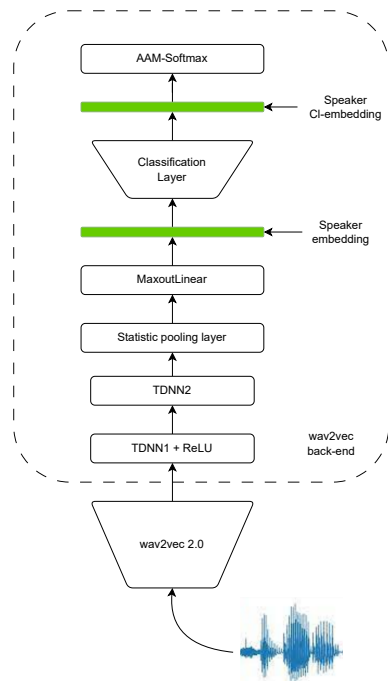 AAM-Softmax
Speaker
CI-embedding
Classification
Layer
Speaker
embedding
MaxoutLinear
Statistic pooling layer
TDNN2
TDNN1 + ReLU
wav2vec
back-end
wav2vec 2.0